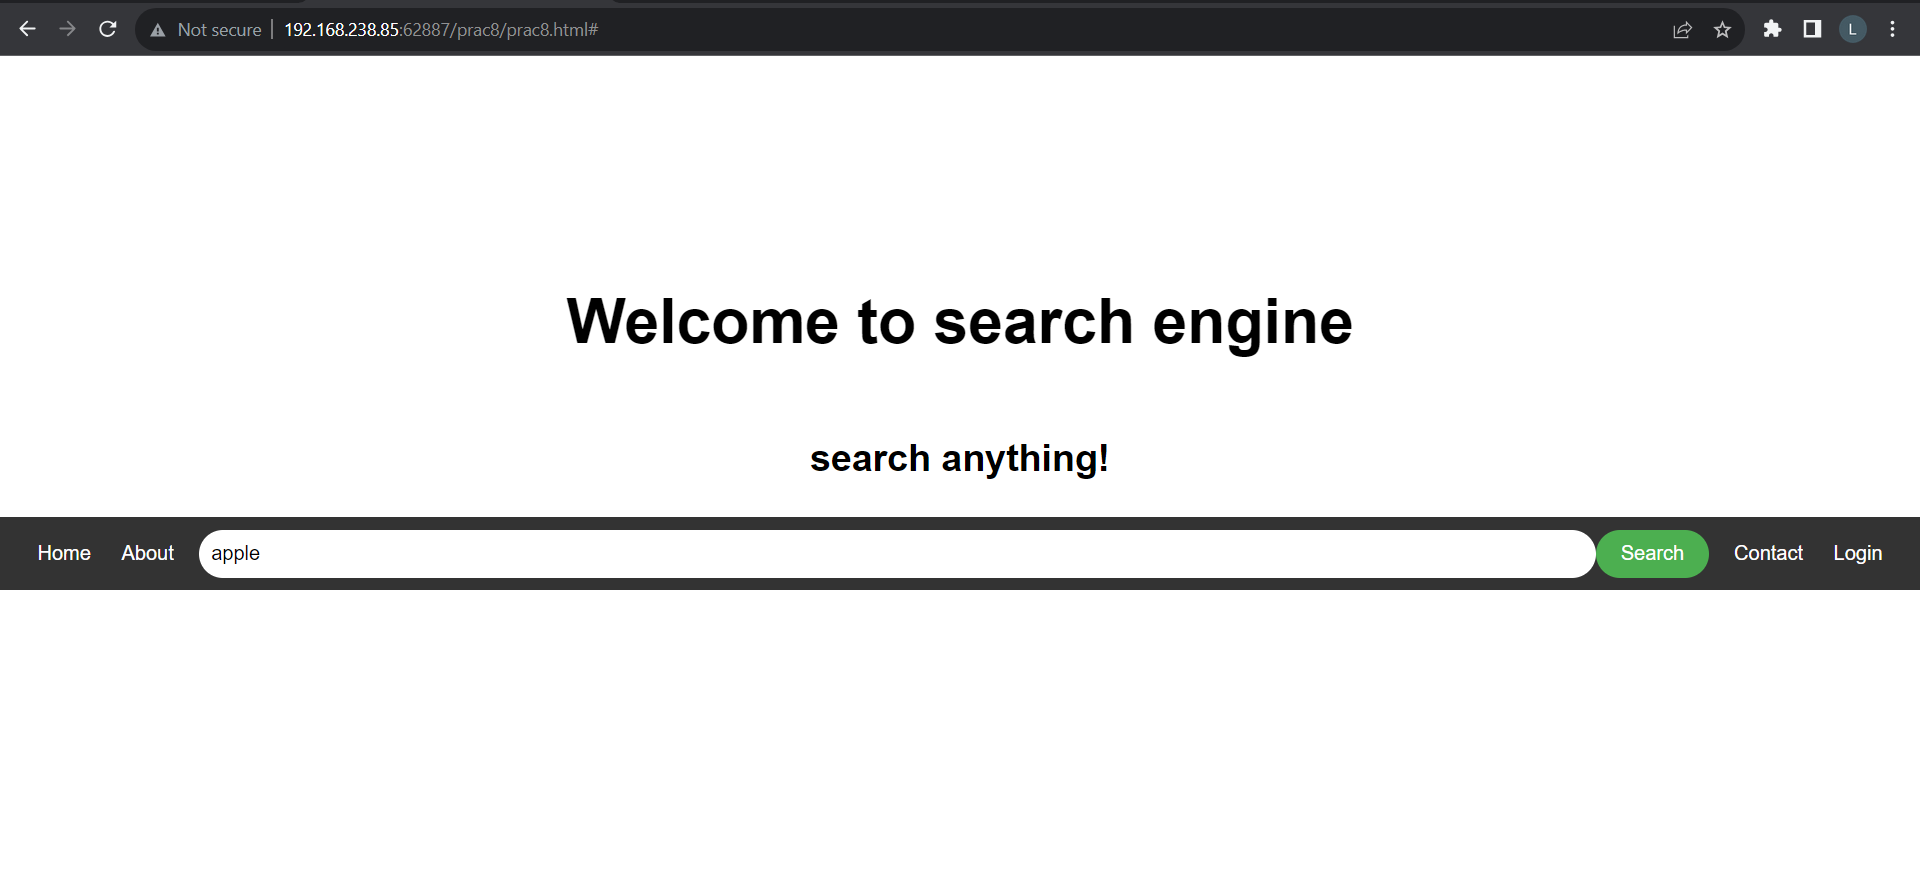 Not secure | 192.168.238.85:62887/prac8/prac8.html#
L
Welcome to search engine
search anything!
Home About apple Search Contact Login